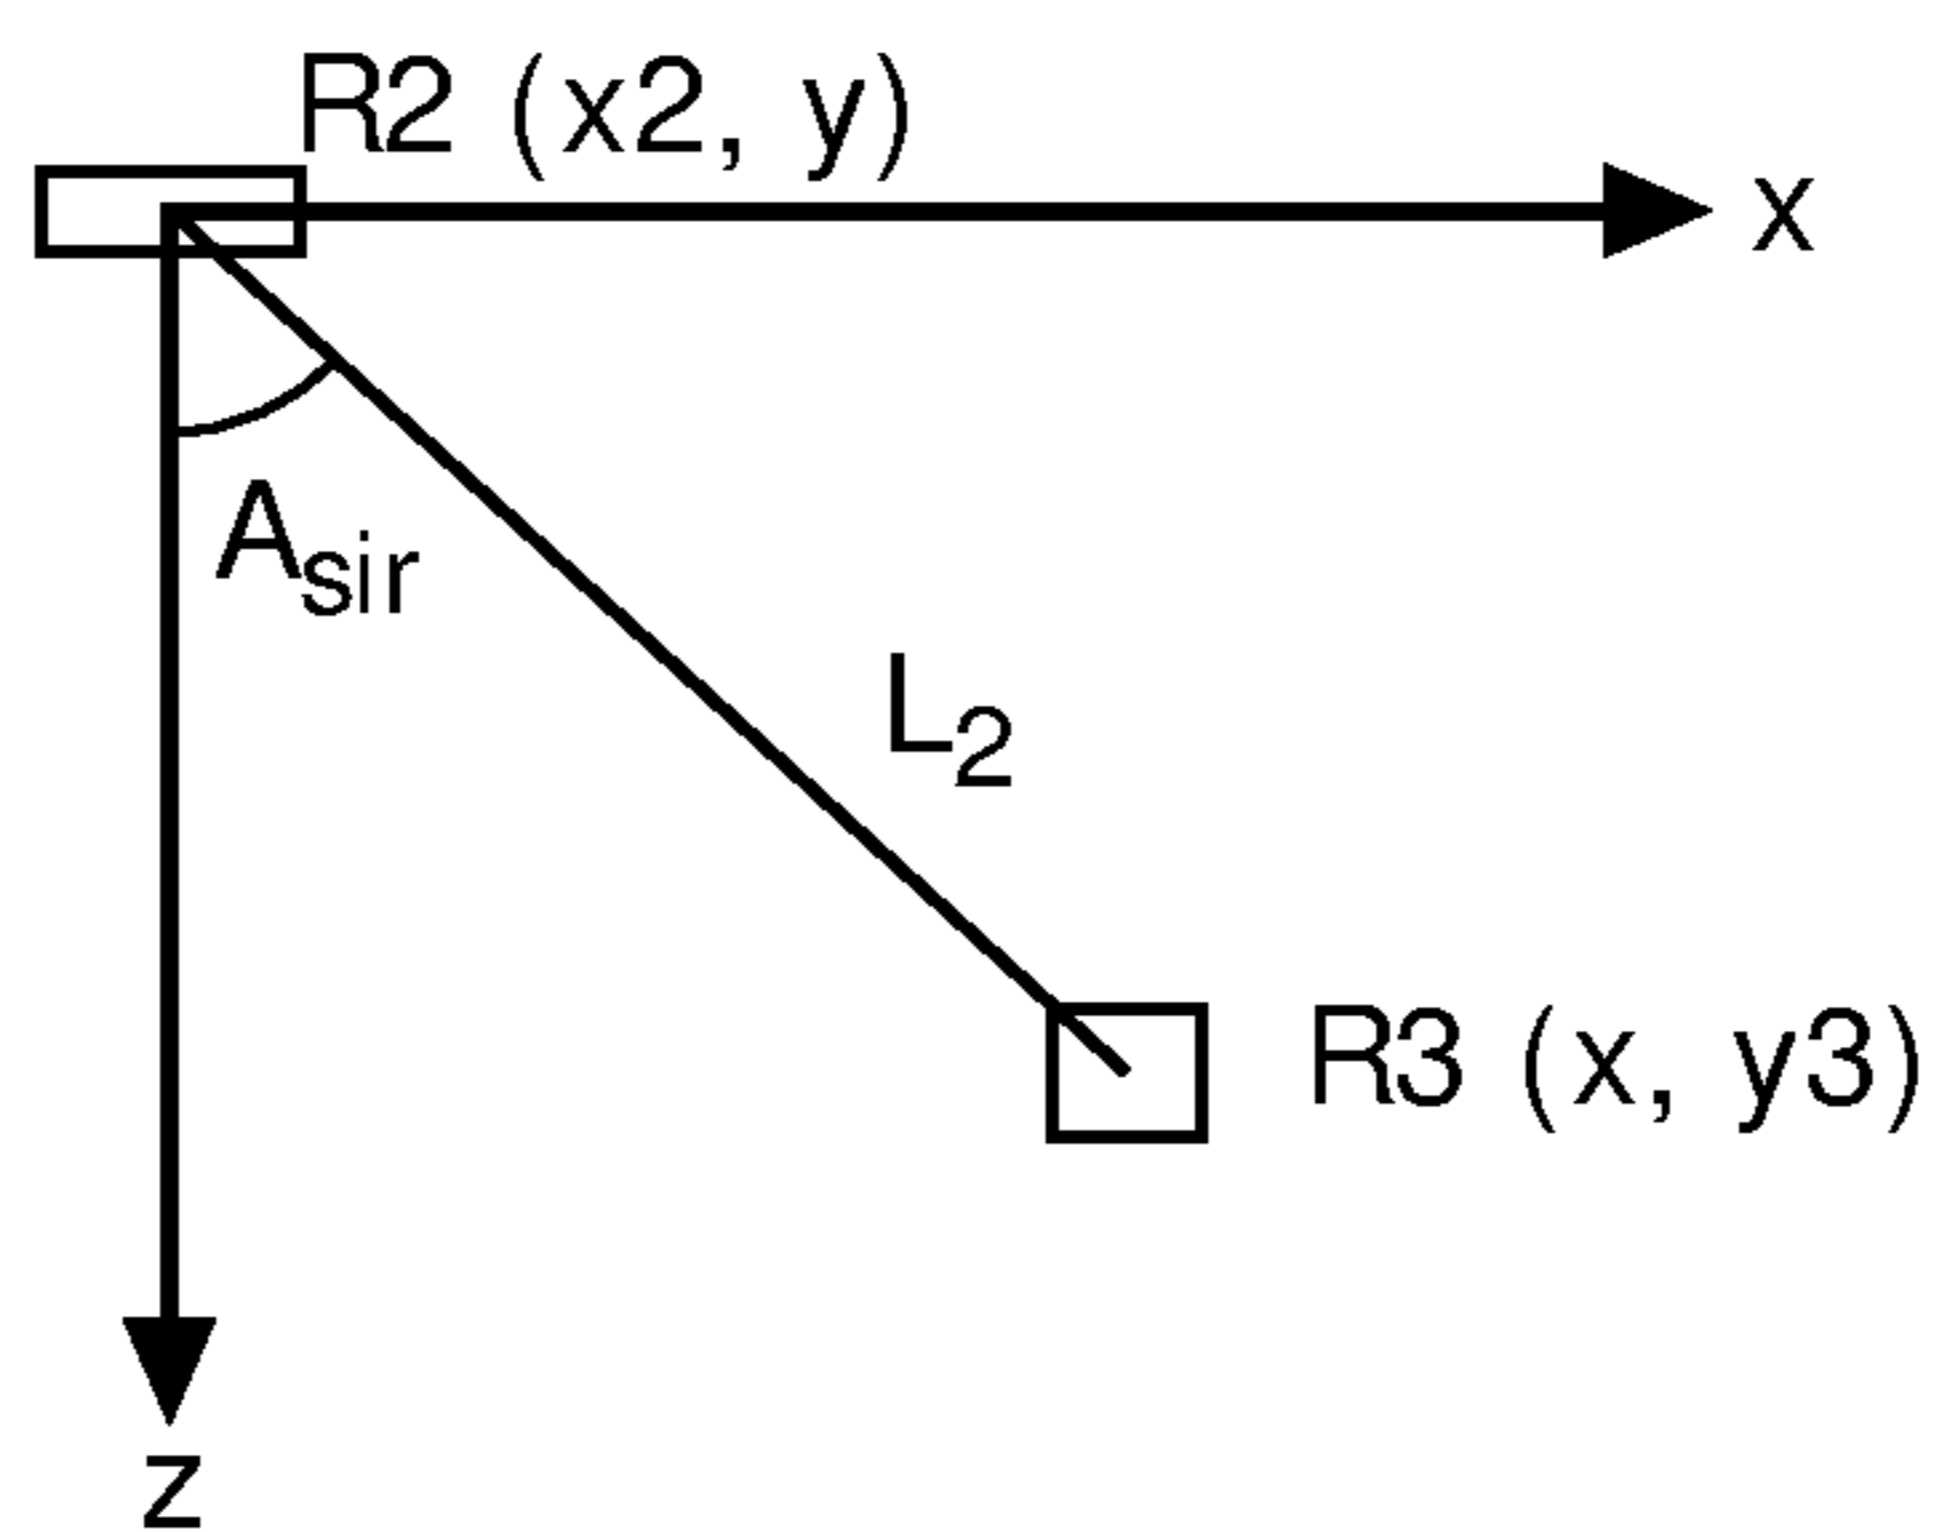 R2 (x2, y)
x
Asir
L2
R3 (x, y3)
z